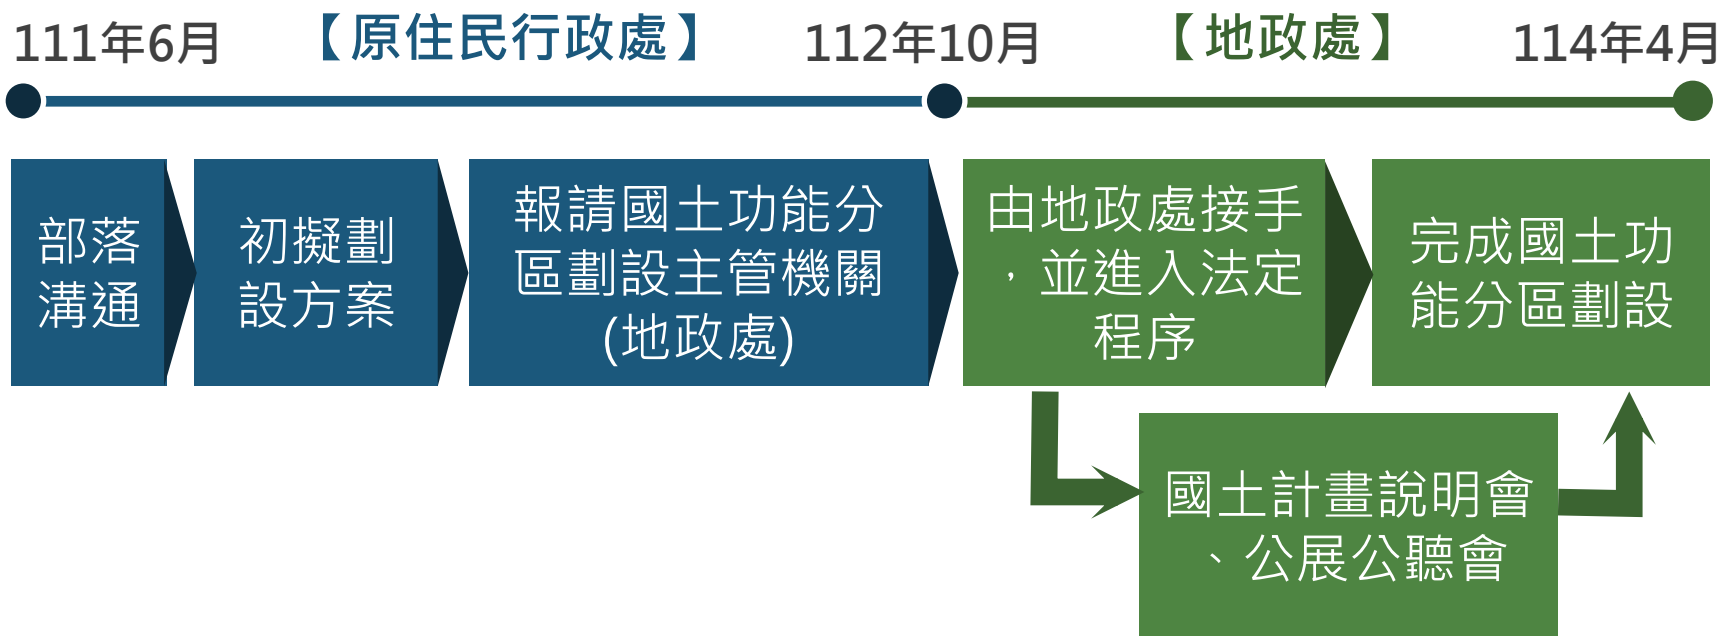 111年6月
【原住民行政處】
112年10月
【地政處】
114年4月
部落
溝通
初擬劃
設方案
報請國土功能分
區劃設主管機關
(地政處)
由地政處接手
，並進入法定
程序
完成國土功
能分區劃設
國土計畫說明會
、公展公聽會